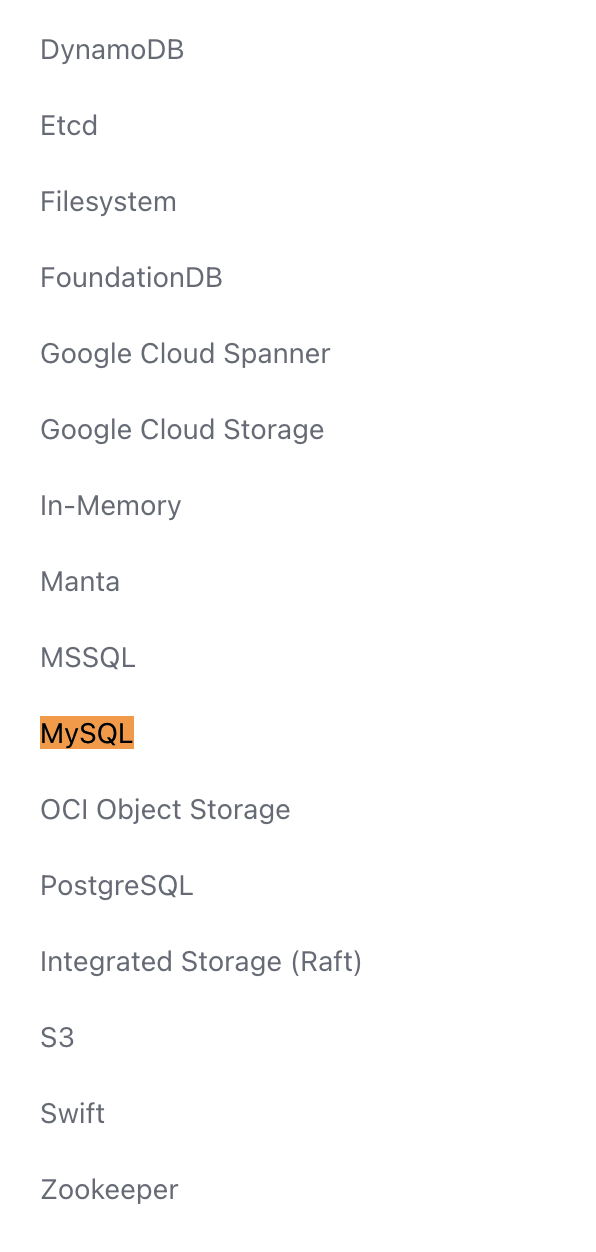 DynamoDB
Etcd
Filesystem
FoundationDB
Google Cloud Spanner
Google Cloud Storage
In-Memory
Manta
MSSQL
MySQL
OCI Object Storage
PostgreSQL
Integrated Storage (Raft)
S3
Swift
Zookeeper